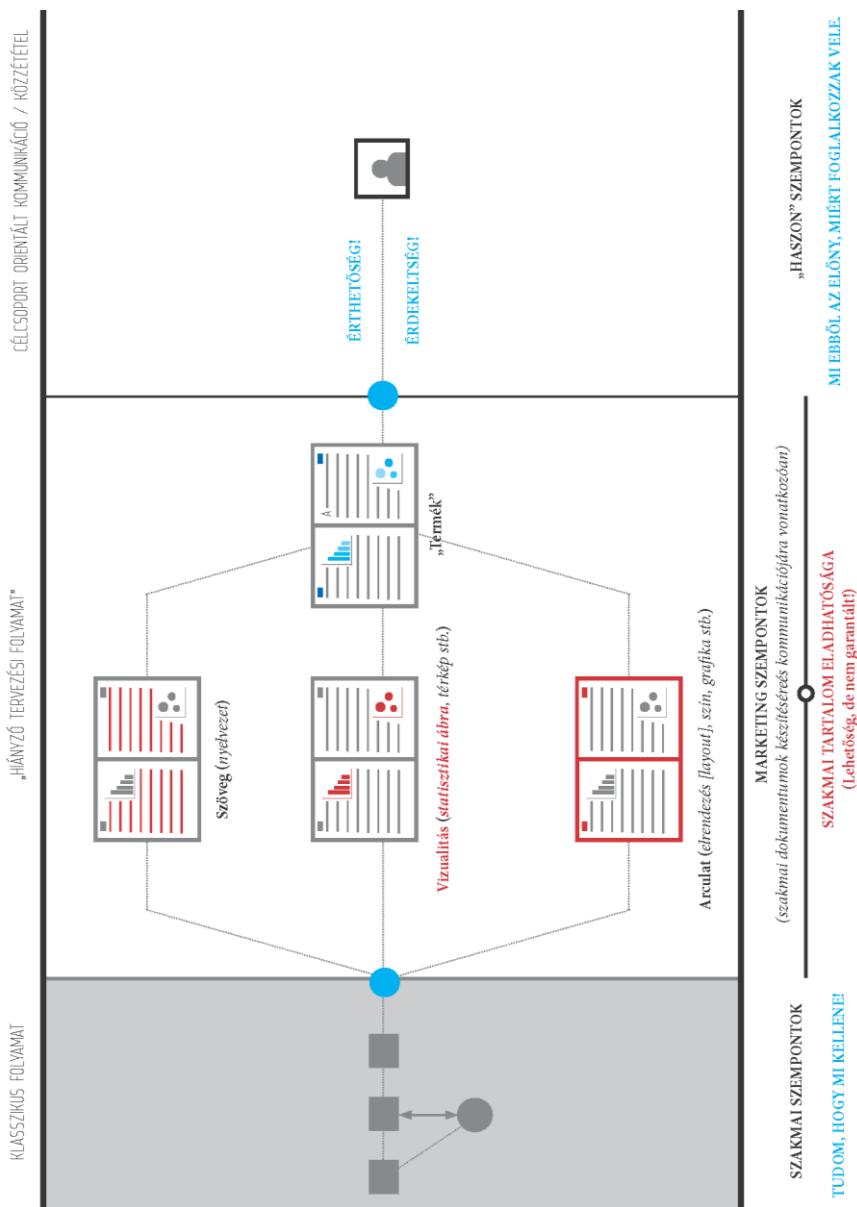 KLASSZIKUS FOLYAMAT
„HIÁNYZÓ TERVEZÉSI FOLYAMAT"
CÉLCSOPORT ORIENTÁLT KOMMUNIKÁCIÓ / KÖZZÉTÉTEL
Szöveg (nyelvezet)
Vizualitás (statisztikai ábra, térkép stb.)
Arculat (elrendezés [layout], szín, grafika stb.)
A
„Termék”
ÉRTHETŐSÉG!
ÉRDEKELTSÉG!
SZAKMAI SZEMPONTOK
TUDOM, HOGY MI KELLENE!
MARKETING SZEMPONTOK
(szakmai dokumentumok készítéséreés kommunikációjára vonatkozóan)
SZAKMAI TARTALOM ELADHATÓSÁGA
(Lehetőség, de nem garantált!)
„HASZON” SZEMPONTOK
MI EBBŐL AZ ELŐNY, MIÉRT FOGLALKOZZAK VELE.